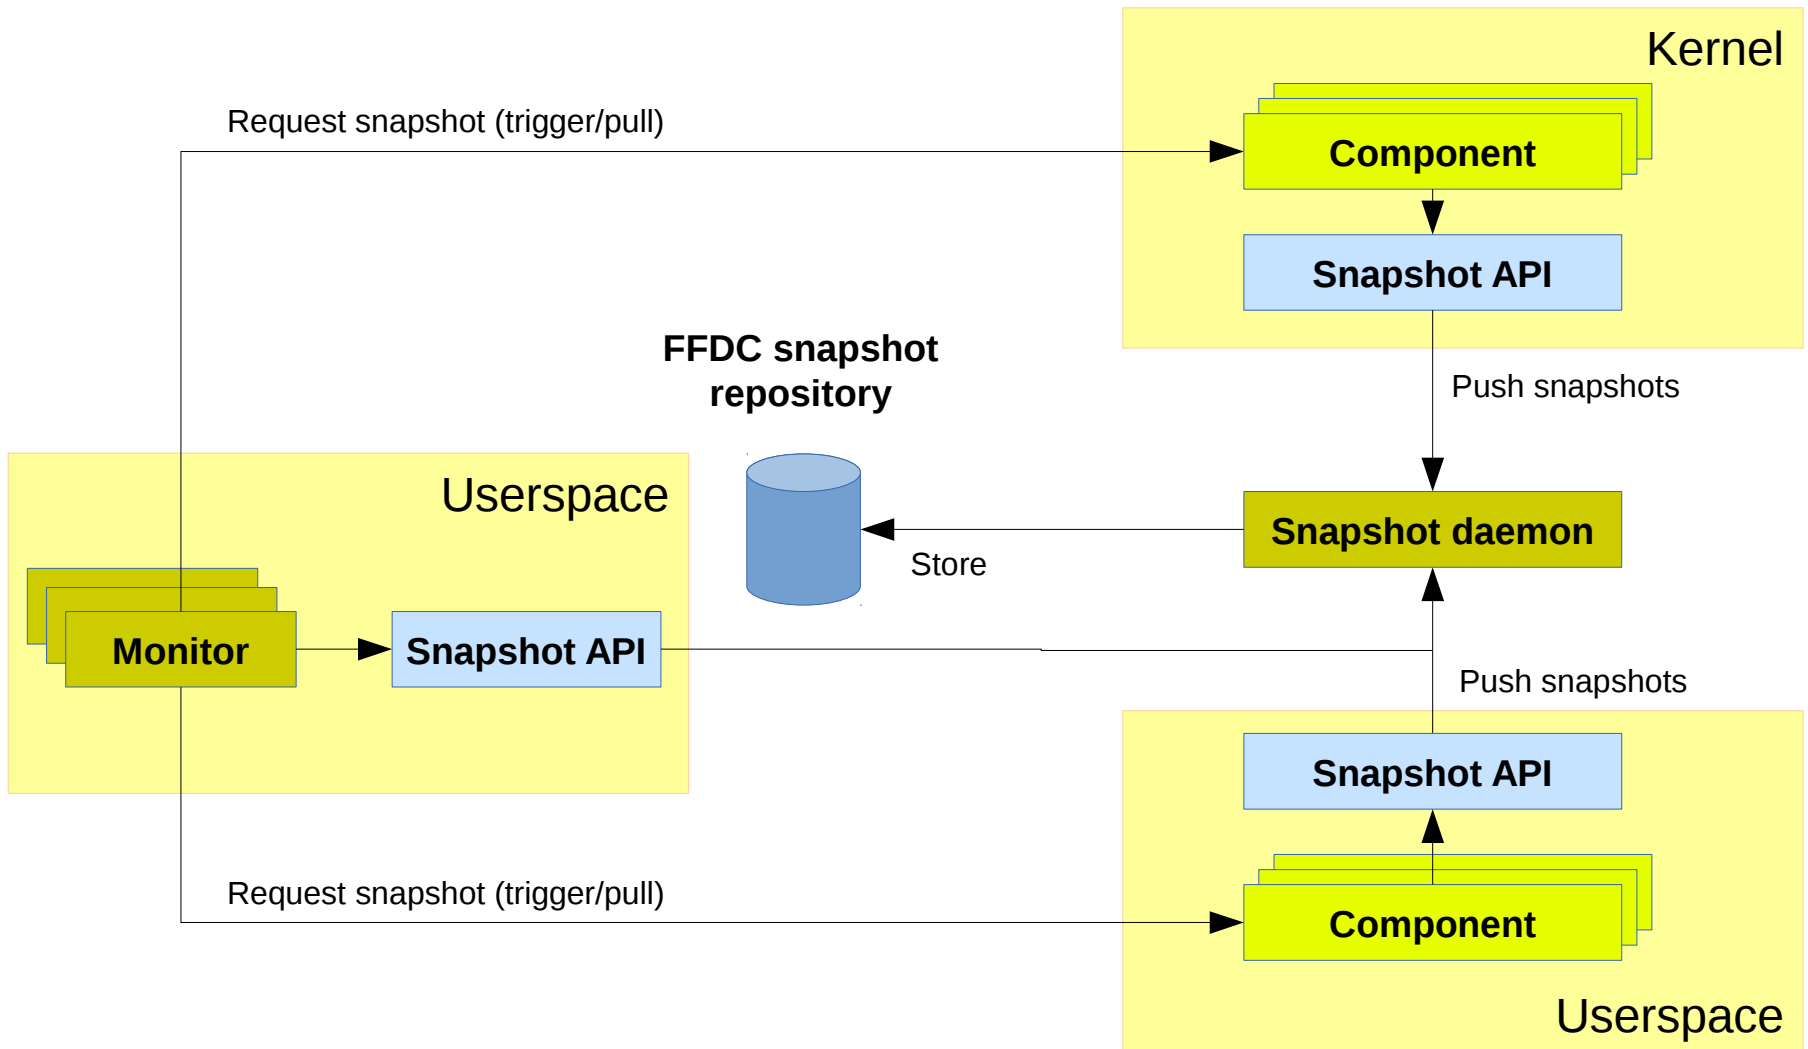 Kernel
Request snapshot (trigger/pull)
Component
Snapshot API
FFDC snapshot
repository
Push snapshots
Userspace
Snapshot daemon
Store
Monitor
Snapshot API
Push snapshots
Snapshot API
Request snapshot (trigger/pull)
Component
Userspace